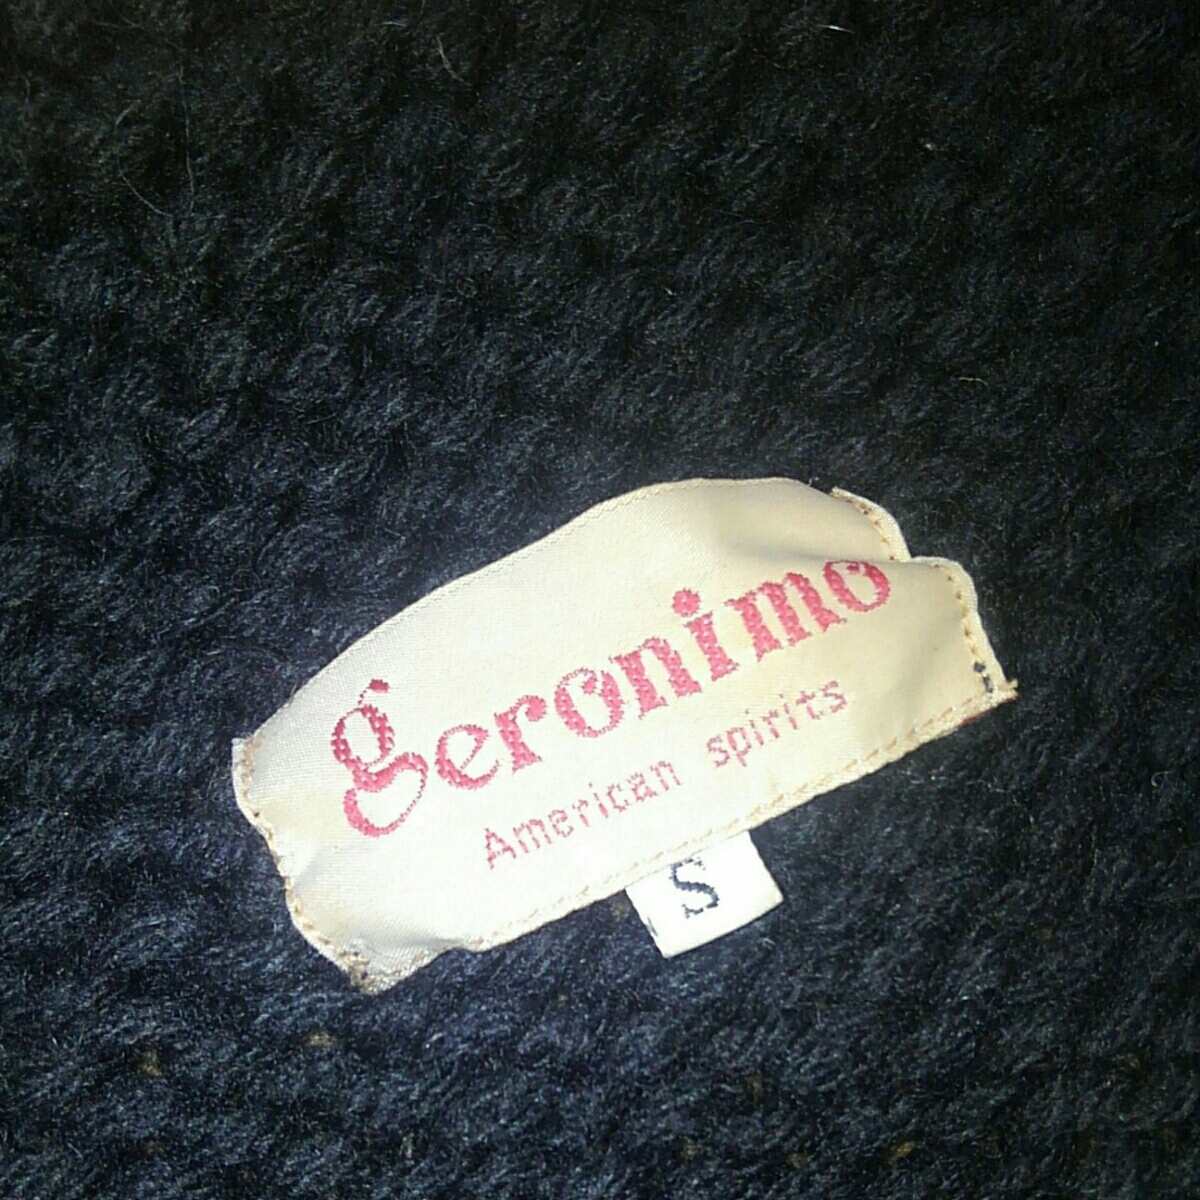 geronimo
American spirits
S